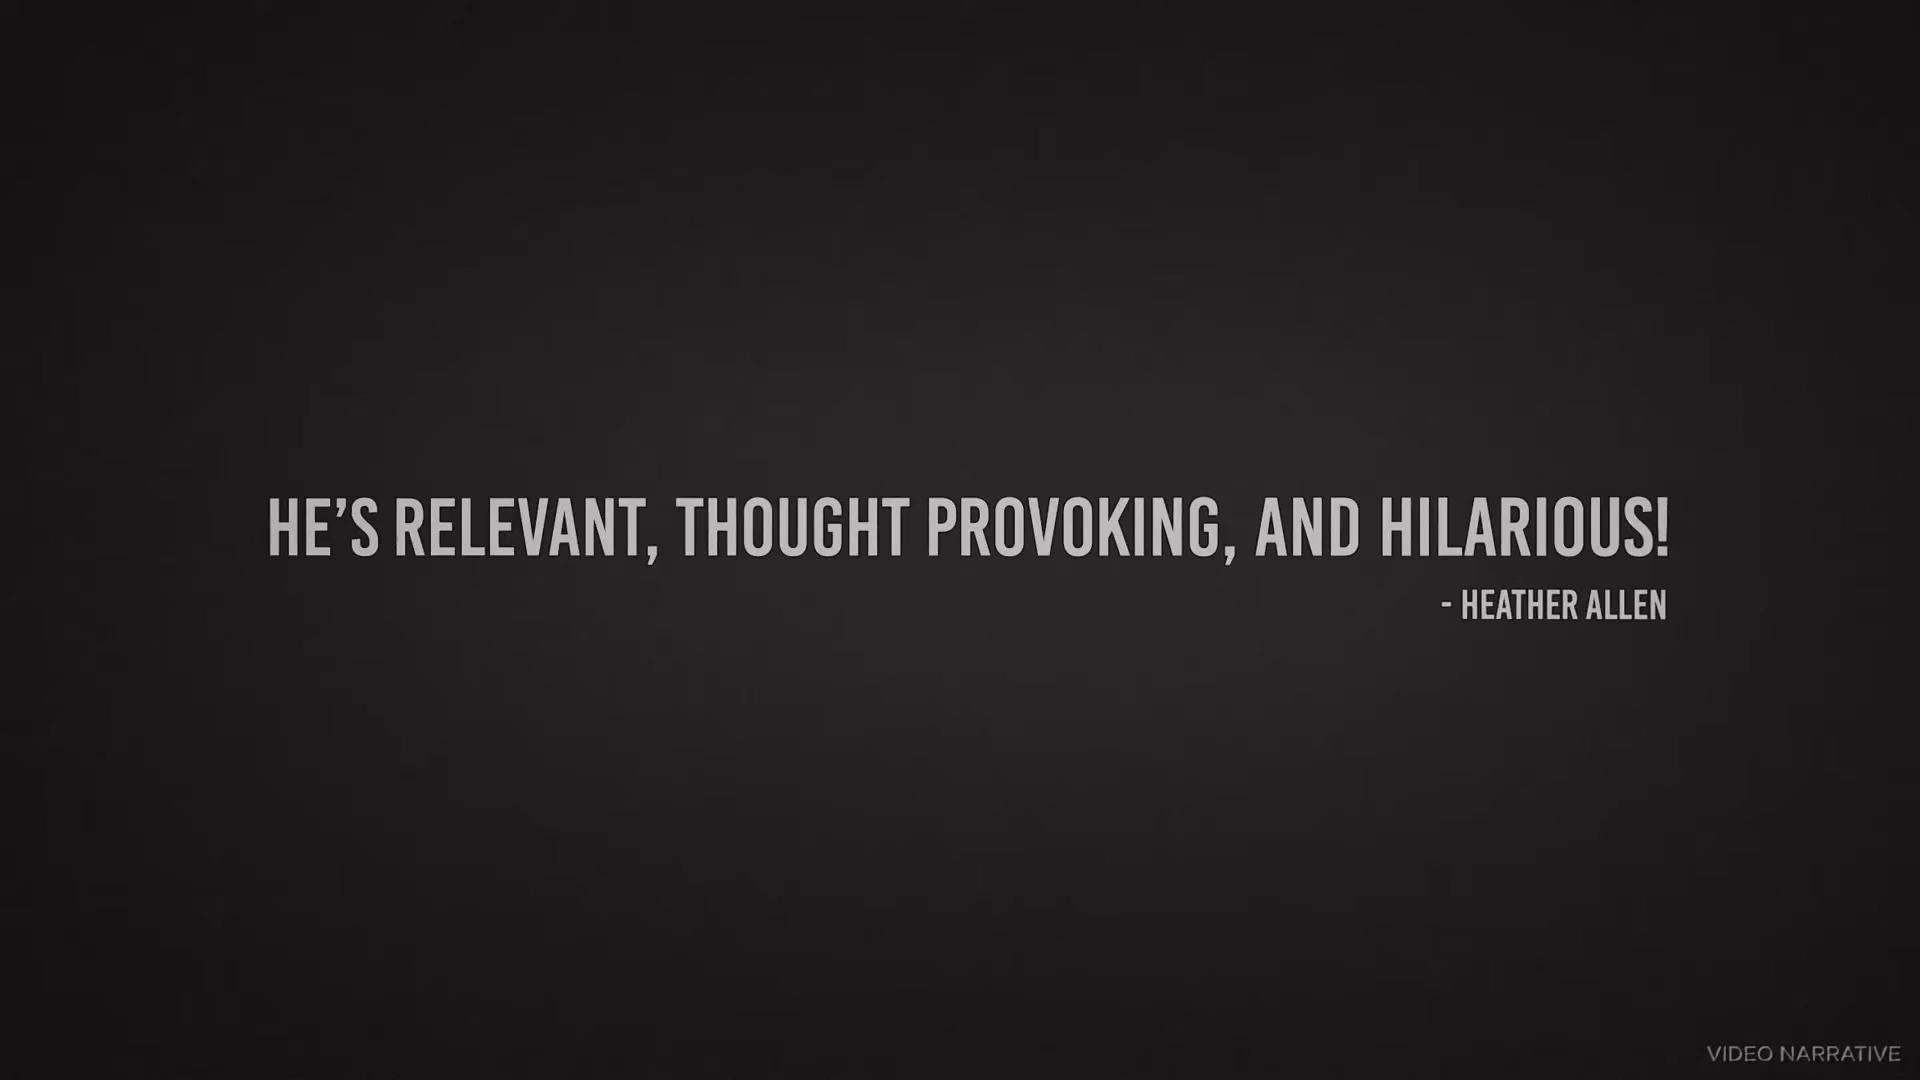 HE’S RELEVANT, THOUGHT PROVOKING, AND HILARIOUS!
- HEATHER ALLEN
VIDEO NARRATIVE